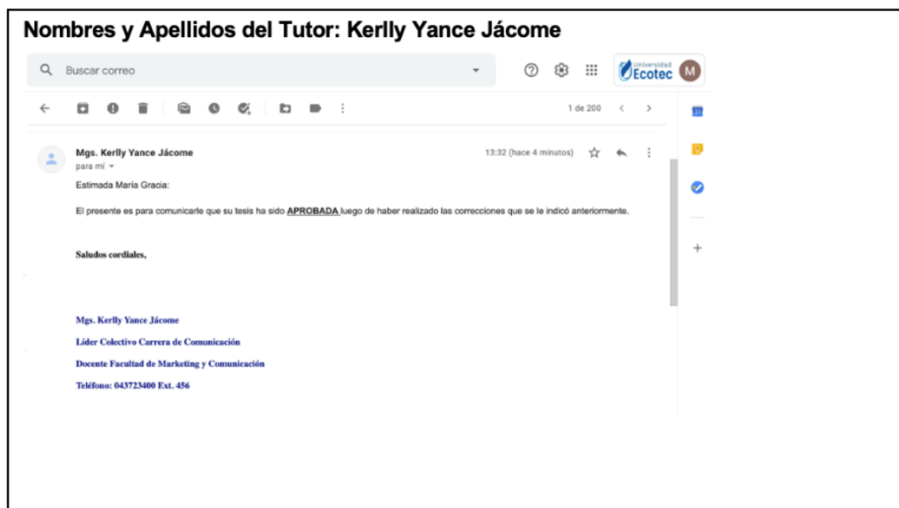 Nombres y Apellidos del Tutor: Kerlly Yance Jácome
Buscar correo
Universidad
Ecotec
M
1 de 200
Mgs. Kerlly Yance Jácome
13:32 (hace 4 minutos)
para mí
Estimada María Gracia:
El presente es para comunicarle que su tesis ha sido APROBADA luego de haber realizado las correcciones que se le indicó anteriormente.
Saludos cordiales,
Mgs. Kerlly Yance Jácome
Líder Colectivo Carrera de Comunicación
Docente Facultad de Marketing y Comunicación
Teléfono: 043723400 Ext. 456